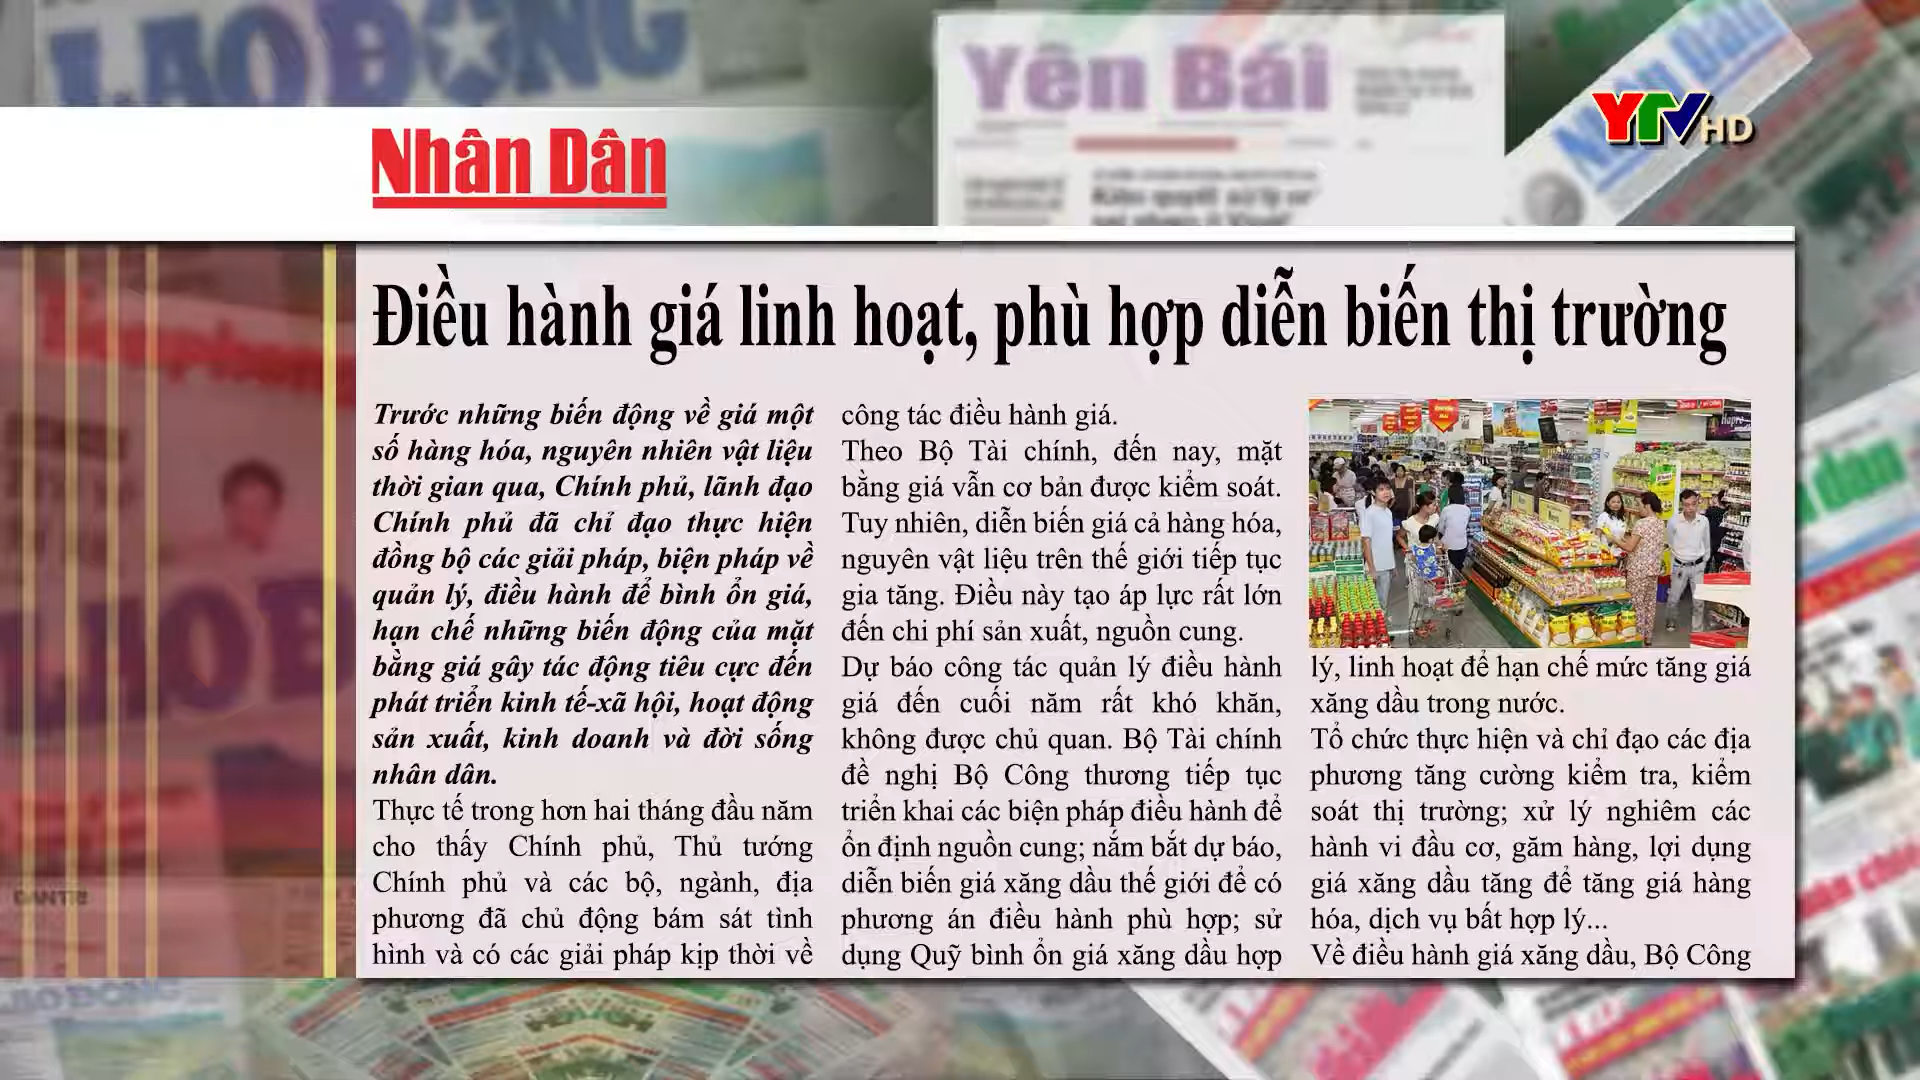 LAO ĐỘNG
Yên Bái
Nhân Dân
YTV HD
Nhân Dân
Điều hành giá linh hoạt, phù hợp diễn biến thị trường
Trước những biến động về giá một
số hàng hóa, nguyên nhiên vật liệu
thời gian qua, Chính phủ, lãnh đạo
Chính phủ đã chỉ đạo thực hiện
đồng bộ các giải pháp, biện pháp về
quản lý, điều hành để bình ổn giá,
hạn chế những biến động của mặt
bằng giá gây tác động tiêu cực đến
phát triển kinh tế-xã hội, hoạt động
sản xuất, kinh doanh và đời sống
nhân dân.
Thực tế trong hơn hai tháng đầu năm
cho thấy Chính phủ, Thủ tướng
Chính phủ và các bộ, ngành, địa
phương đã chủ động bám sát tình
hình và có các giải pháp kịp thời về
công tác điều hành giá.
Theo Bộ Tài chính, đến nay, mặt
bằng giá vẫn cơ bản được kiểm soát.
Tuy nhiên, diễn biến giá cả hàng hóa,
nguyên vật liệu trên thế giới tiếp tục
gia tăng. Điều này tạo áp lực rất lớn
đến chi phí sản xuất, nguồn cung.
Dự báo công tác quản lý điều hành
giá đến cuối năm rất khó khăn,
không được chủ quan. Bộ Tài chính
đề nghị Bộ Công thương tiếp tục
triển khai các biện pháp điều hành để
ổn định nguồn cung; nắm bắt dự báo,
diễn biến giá xăng dầu thế giới để có
phương án điều hành phù hợp; sử
dụng Quỹ bình ổn giá xăng dầu hợp
lý, linh hoạt để hạn chế mức tăng giá
xăng dầu trong nước.
Tổ chức thực hiện và chỉ đạo các địa
phương tăng cường kiểm tra, kiểm
soát thị trường; xử lý nghiêm các
hành vi đầu cơ, găm hàng, lợi dụng
giá xăng dầu tăng để tăng giá hàng
hóa, dịch vụ bất hợp lý...
Về điều hành giá xăng dầu, Bộ Công
LAO ĐỘNG